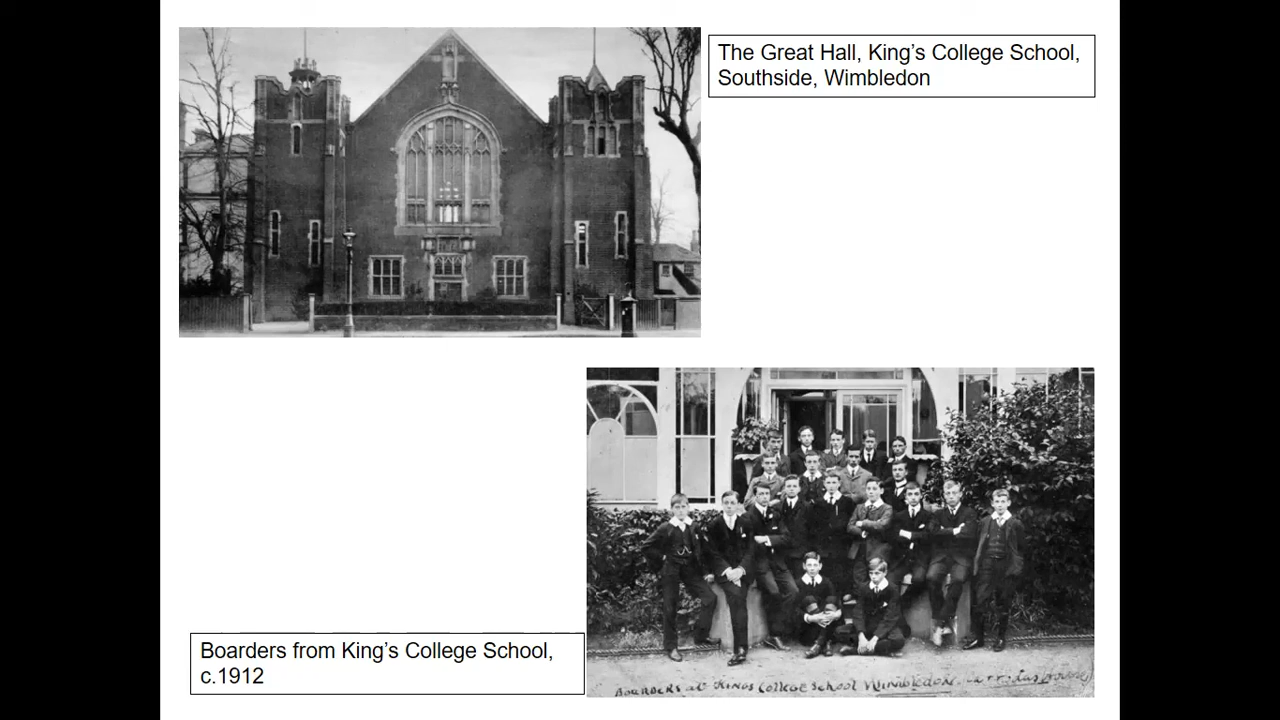 The Great Hall, King’s College School,
Southside, Wimbledon
Boarders from King’s College School,
c.1912
BOARDERS at KINGS College School Wimbledon.